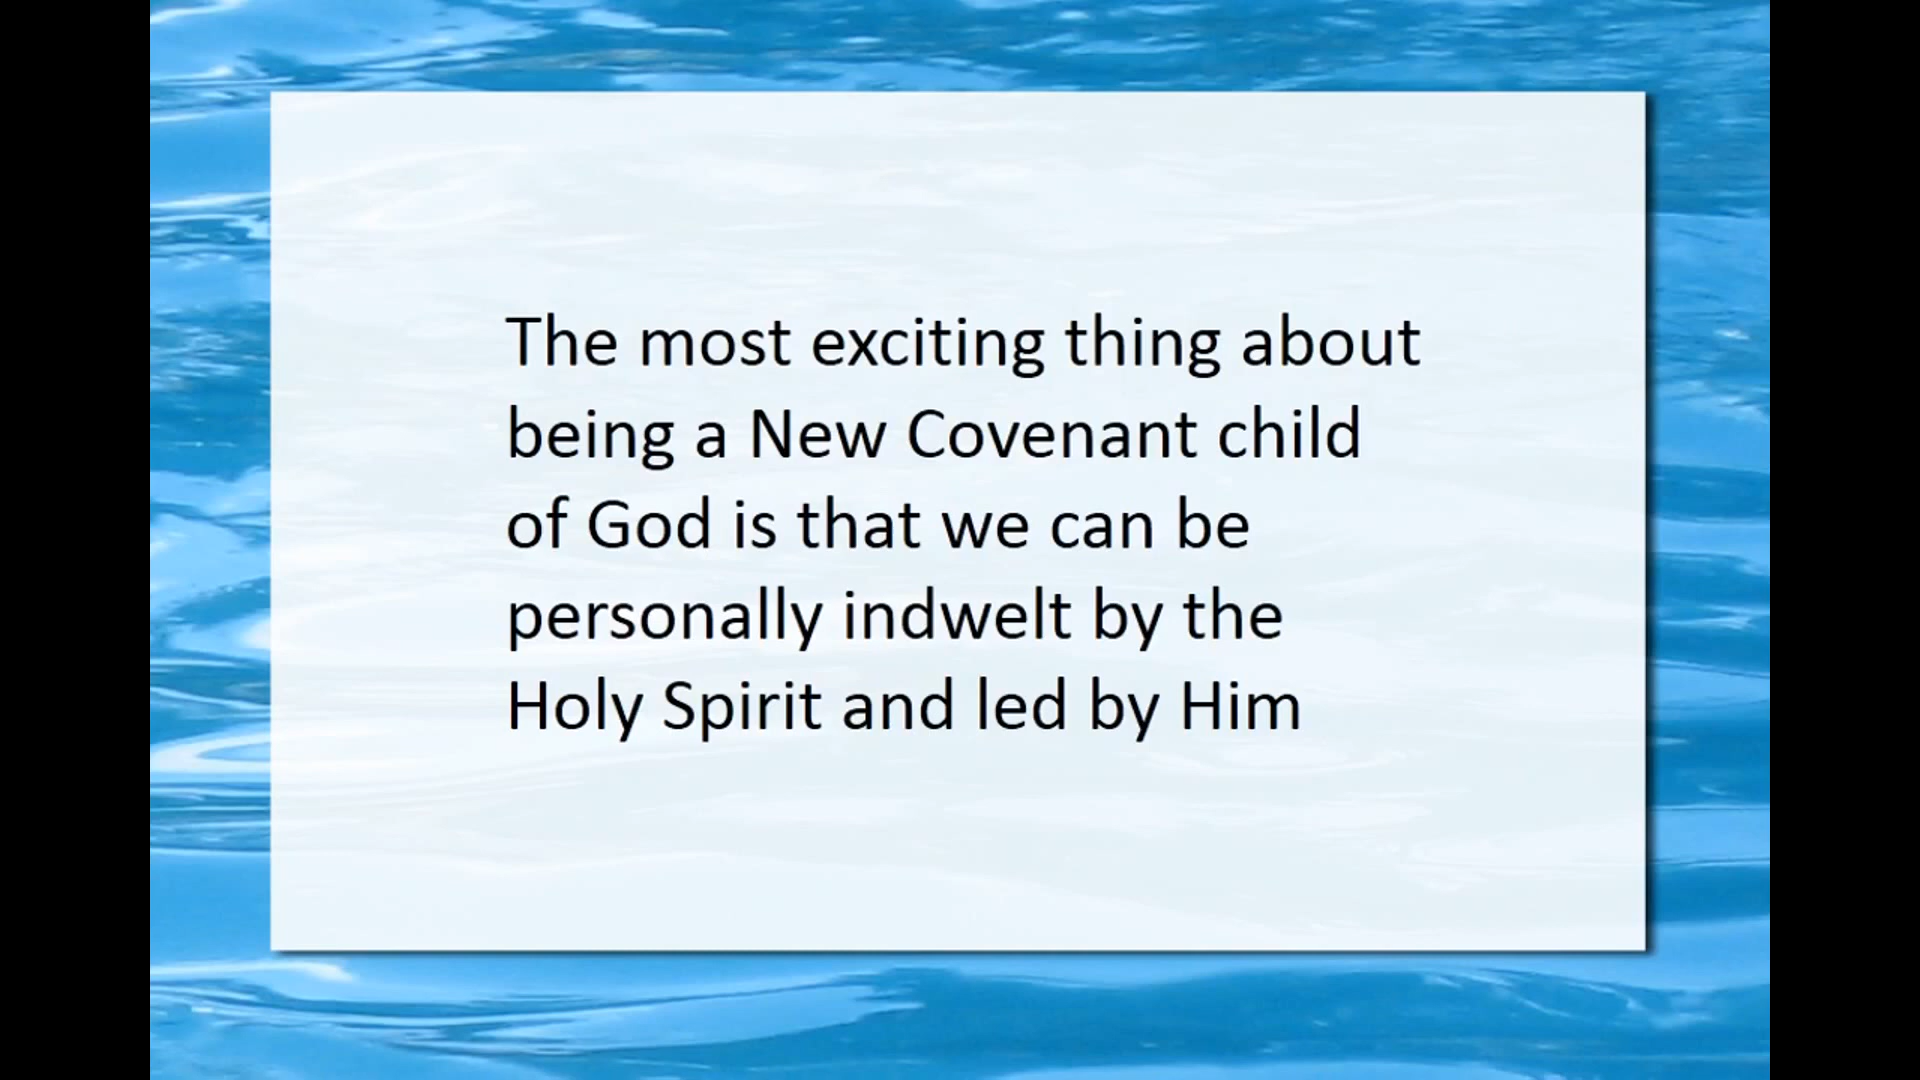 The most exciting thing about
being a New Covenant child
of God is that we can be
personally indwelt by the
Holy Spirit and led by Him